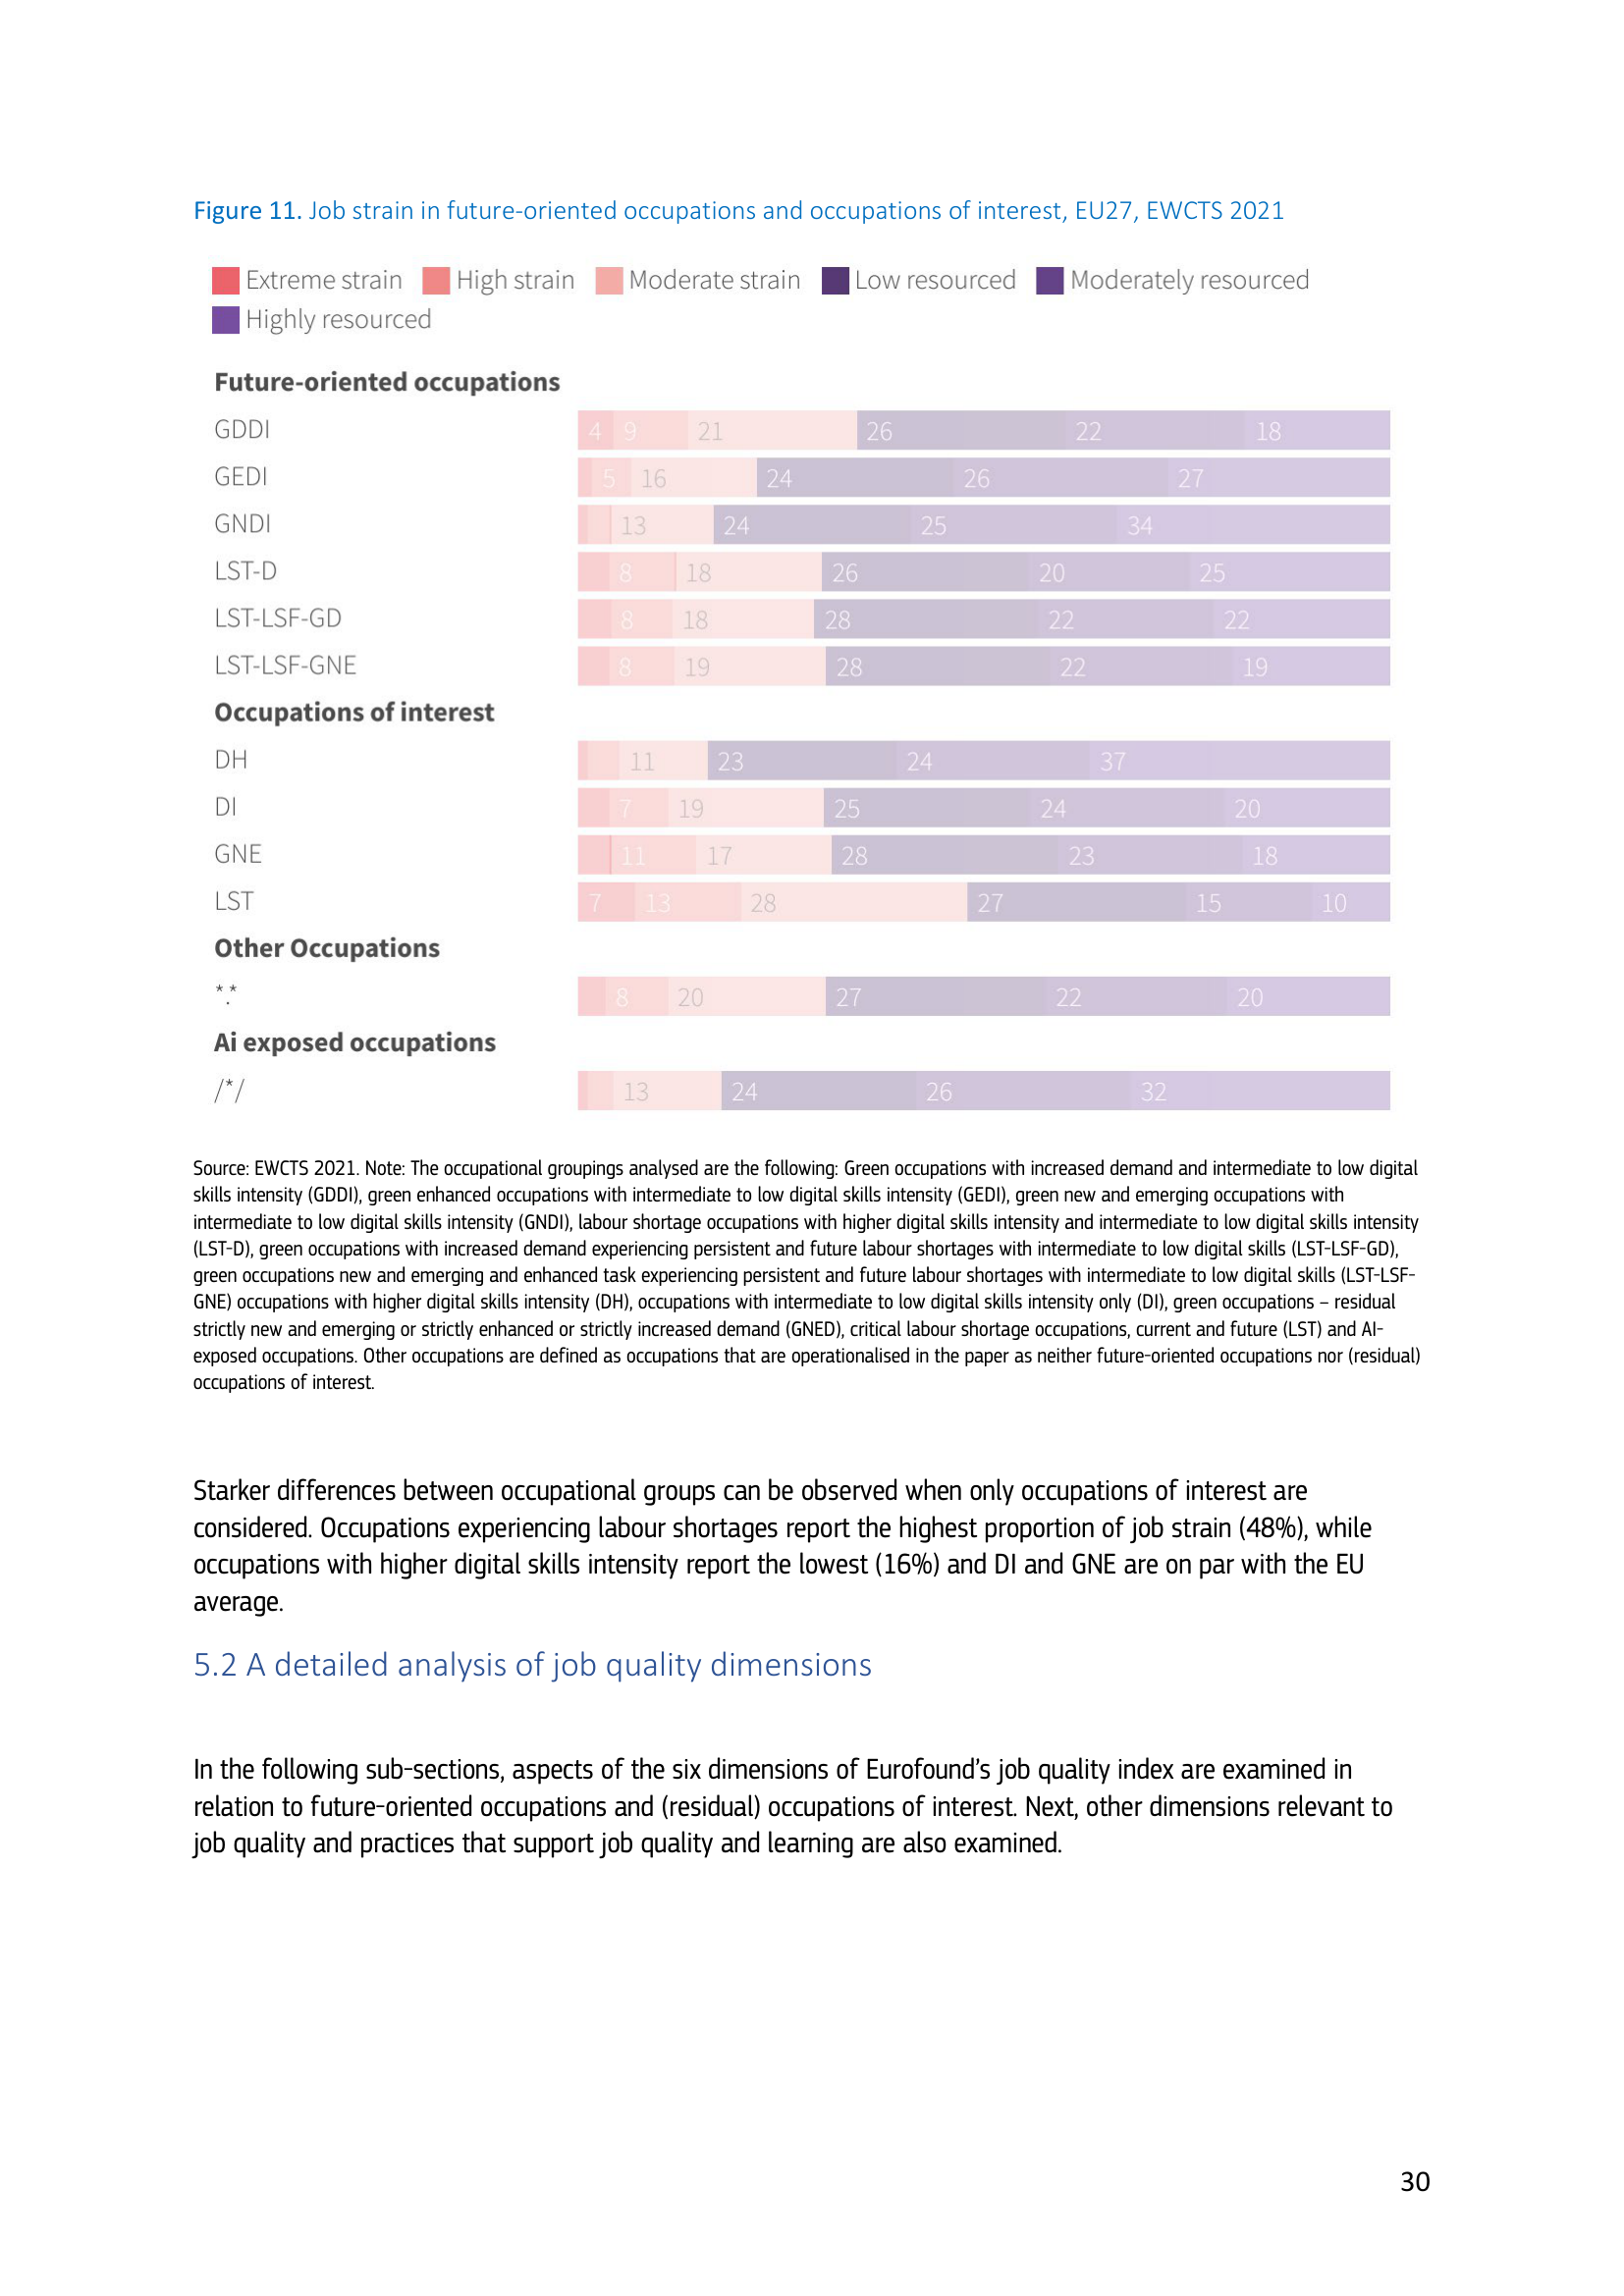 Figure 11. Job strain in future-oriented occupations and occupations of interest, EU27, EWCTS 2021
Extreme strain High strain Moderate strain Low resourced Moderately resourced
Highly resourced
Future-oriented occupations
GDDI 4 9 21 26 22 18
GEDI 5 16 24 26 27
GNDI 13 24 25 34
LST-D 8 18 26 20 25
LST-LSF-GD 8 18 28 22 22
LST-LSF-GNE 8 19 28 22 19
Occupations of interest
DH 11 23 24 37
DI 7 19 25 24 20
GNE 11 17 28 23 18
LST 7 13 28 27 15 10
Other Occupations
*.* 8 20 27 22 20
Ai exposed occupations
/*/ 13 24 26 32
Source: EWCTS 2021. Note: The occupational groupings analysed are the following: Green occupations with increased demand and intermediate to low digital
skills intensity (GDDI), green enhanced occupations with intermediate to low digital skills intensity (GEDI), green new and emerging occupations with
intermediate to low digital skills intensity (GNDI), labour shortage occupations with higher digital skills intensity and intermediate to low digital skills intensity
(LST-D), green occupations with increased demand experiencing persistent and future labour shortages with intermediate to low digital skills (LST-LSF-GD),
green occupations new and emerging and enhanced task experiencing persistent and future labour shortages with intermediate to low digital skills (LST-LSF-
GNE) occupations with higher digital skills intensity (DH), occupations with intermediate to low digital skills intensity only (DI), green occupations – residual
strictly new and emerging or strictly enhanced or strictly increased demand (GNED), critical labour shortage occupations, current and future (LST) and AI-
exposed occupations. Other occupations are defined as occupations that are operationalised in the paper as neither future-oriented occupations nor (residual)
occupations of interest.
Starker differences between occupational groups can be observed when only occupations of interest are
considered. Occupations experiencing labour shortages report the highest proportion of job strain (48%), while
occupations with higher digital skills intensity report the lowest (16%) and DI and GNE are on par with the EU
average.
5.2 A detailed analysis of job quality dimensions
In the following sub-sections, aspects of the six dimensions of Eurofound’s job quality index are examined in
relation to future-oriented occupations and (residual) occupations of interest. Next, other dimensions relevant to
job quality and practices that support job quality and learning are also examined.
30